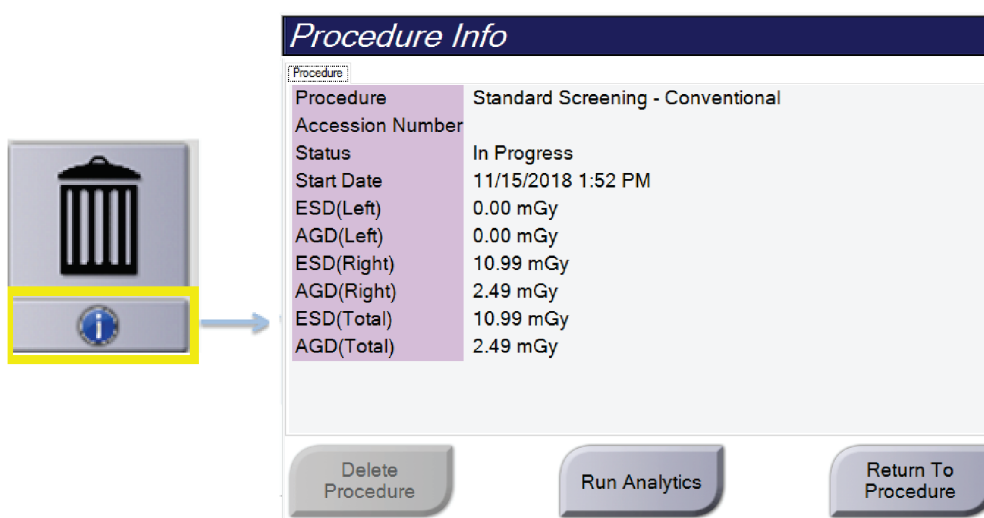 Procedure Info
Procedure
Procedure Standard Screening - Conventional
Accession Number
Status In Progress
Start Date 11/15/2018 1:52 PM
ESD(Left) 0.00 mGy
AGD(Left) 0.00 mGy
ESD(Right) 10.99 mGy
AGD(Right) 2.49 mGy
ESD(Total) 10.99 mGy
AGD(Total) 2.49 mGy
i
Delete
Procedure
Run Analytics
Return To
Procedure